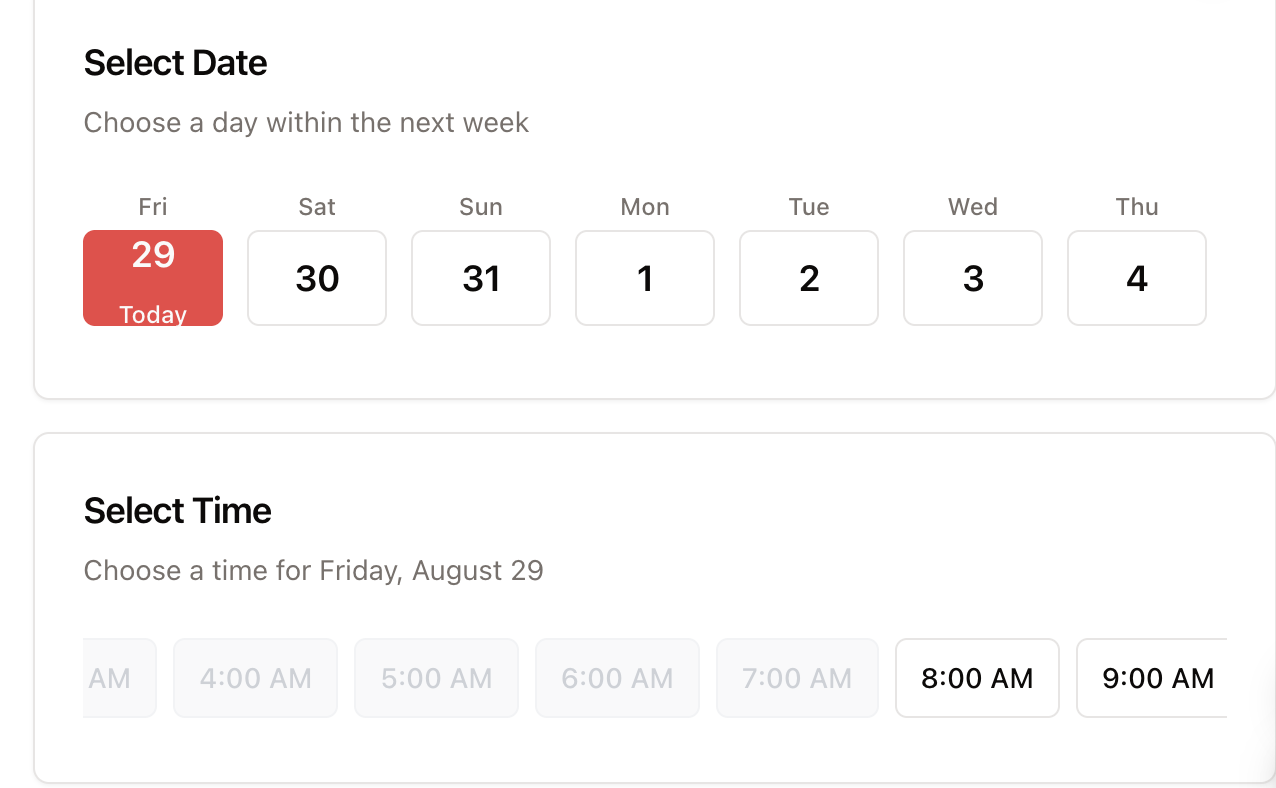 Select Date
Choose a day within the next week
Fri Sat Sun Mon Tue Wed Thu
29 30 31 1 2 3 4
Today
Select Time
Choose a time for Friday, August 29
AM 4:00 AM 5:00 AM 6:00 AM 7:00 AM 8:00 AM 9:00 AM